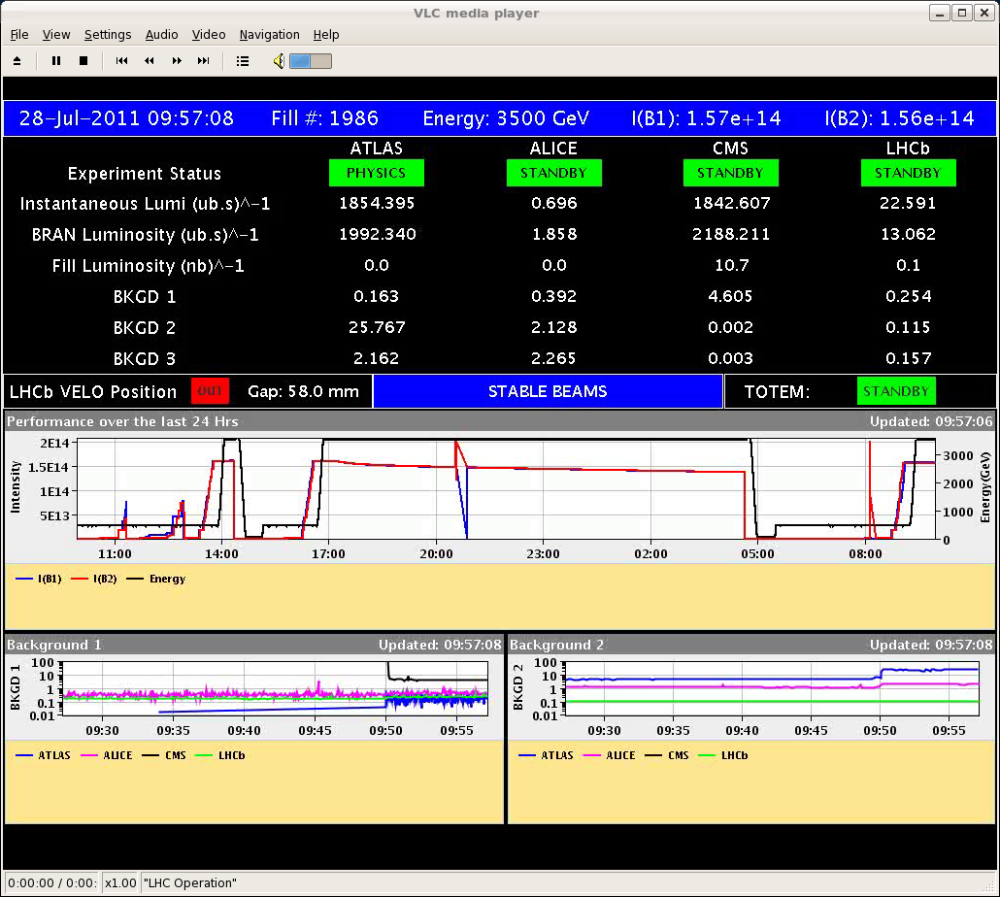 VLC media player
File View Settings Audio Video Navigation Help
28-Jul-2011 09:57:08 Fill #: 1986 Energy: 3500 GeV I(B1): 1.57e+14 I(B2): 1.56e+14
ATLAS ALICE CMS LHCb
Experiment Status PHYSICS STANDBY STANDBY STANDBY
Instantaneous Lumi (ub.s)^-1 1854.395 0.696 1842.607 22.591
BRAN Luminosity (ub.s)^-1 1992.340 1.858 2188.211 13.062
Fill Luminosity (nb)^-1 0.0 0.0 10.7 0.1
BKGD 1 0.163 0.392 4.605 0.254
BKGD 2 25.767 2.128 0.002 0.115
BKGD 3 2.162 2.265 0.003 0.157
LHCb VELO Position OUT Gap: 58.0 mm STABLE BEAMS TOTEM: STANDBY
Performance over the last 24 Hrs Updated: 09:57:06
Intensity
2E14
1.5E14
1E14
5E13
3000
2000
1000
0
Energy(GeV)
11:00 14:00 17:00 20:00 23:00 02:00 05:00 08:00
I(B1) I(B2) Energy
Background 1 Updated: 09:57:08
BKGD 1
100
10
1
0.1
0.01
09:30 09:35 09:40 09:45 09:50 09:55
ATLAS ALICE CMS LHCb
Background 2 Updated: 09:57:08
BKGD 2
100
10
1
0.1
0.01
09:30 09:35 09:40 09:45 09:50 09:55
ATLAS ALICE CMS LHCb
0:00:00 / 0:00: x1.00 "LHC Operation"